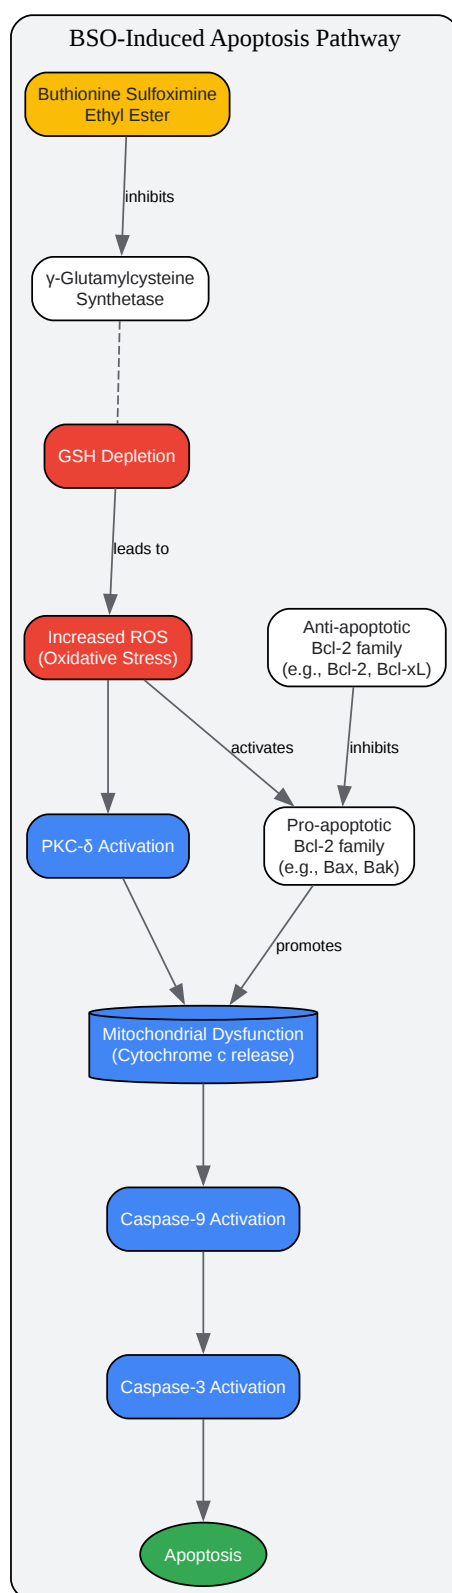 BSO-Induced Apoptosis Pathway
Buthionine Sulfoximine
Ethyl Ester
inhibits
γ-Glutamylcysteine
Synthetase
GSH Depletion
leads to
Increased ROS
(Oxidative Stress)
Anti-apoptotic
Bcl-2 family
(e.g., Bcl-2, Bcl-xL)
activates
inhibits
PKC-δ Activation
Pro-apoptotic
Bcl-2 family
(e.g., Bax, Bak)
promotes
Mitochondrial Dysfunction
(Cytochrome c release)
Caspase-9 Activation
Caspase-3 Activation
Apoptosis